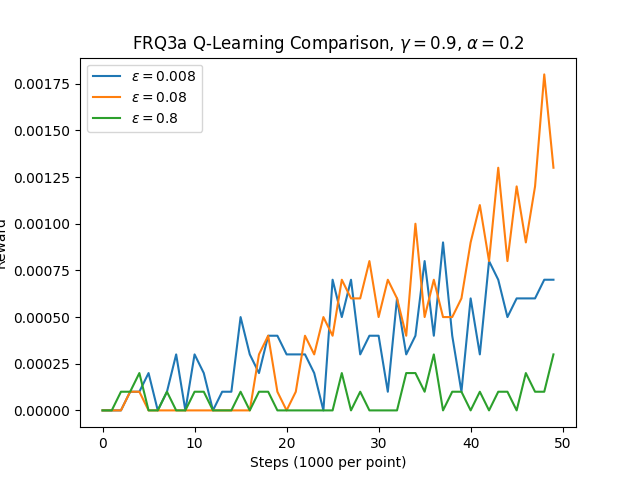 FRQ3a Q-Learning Comparison, γ = 0.9, α = 0.2
ε = 0.008
ε = 0.08
ε = 0.8
0.00175
0.00150
0.00125
0.00100
0.00075
0.00050
0.00025
0.00000
Reward
0 10 20 30 40 50
Steps (1000 per point)